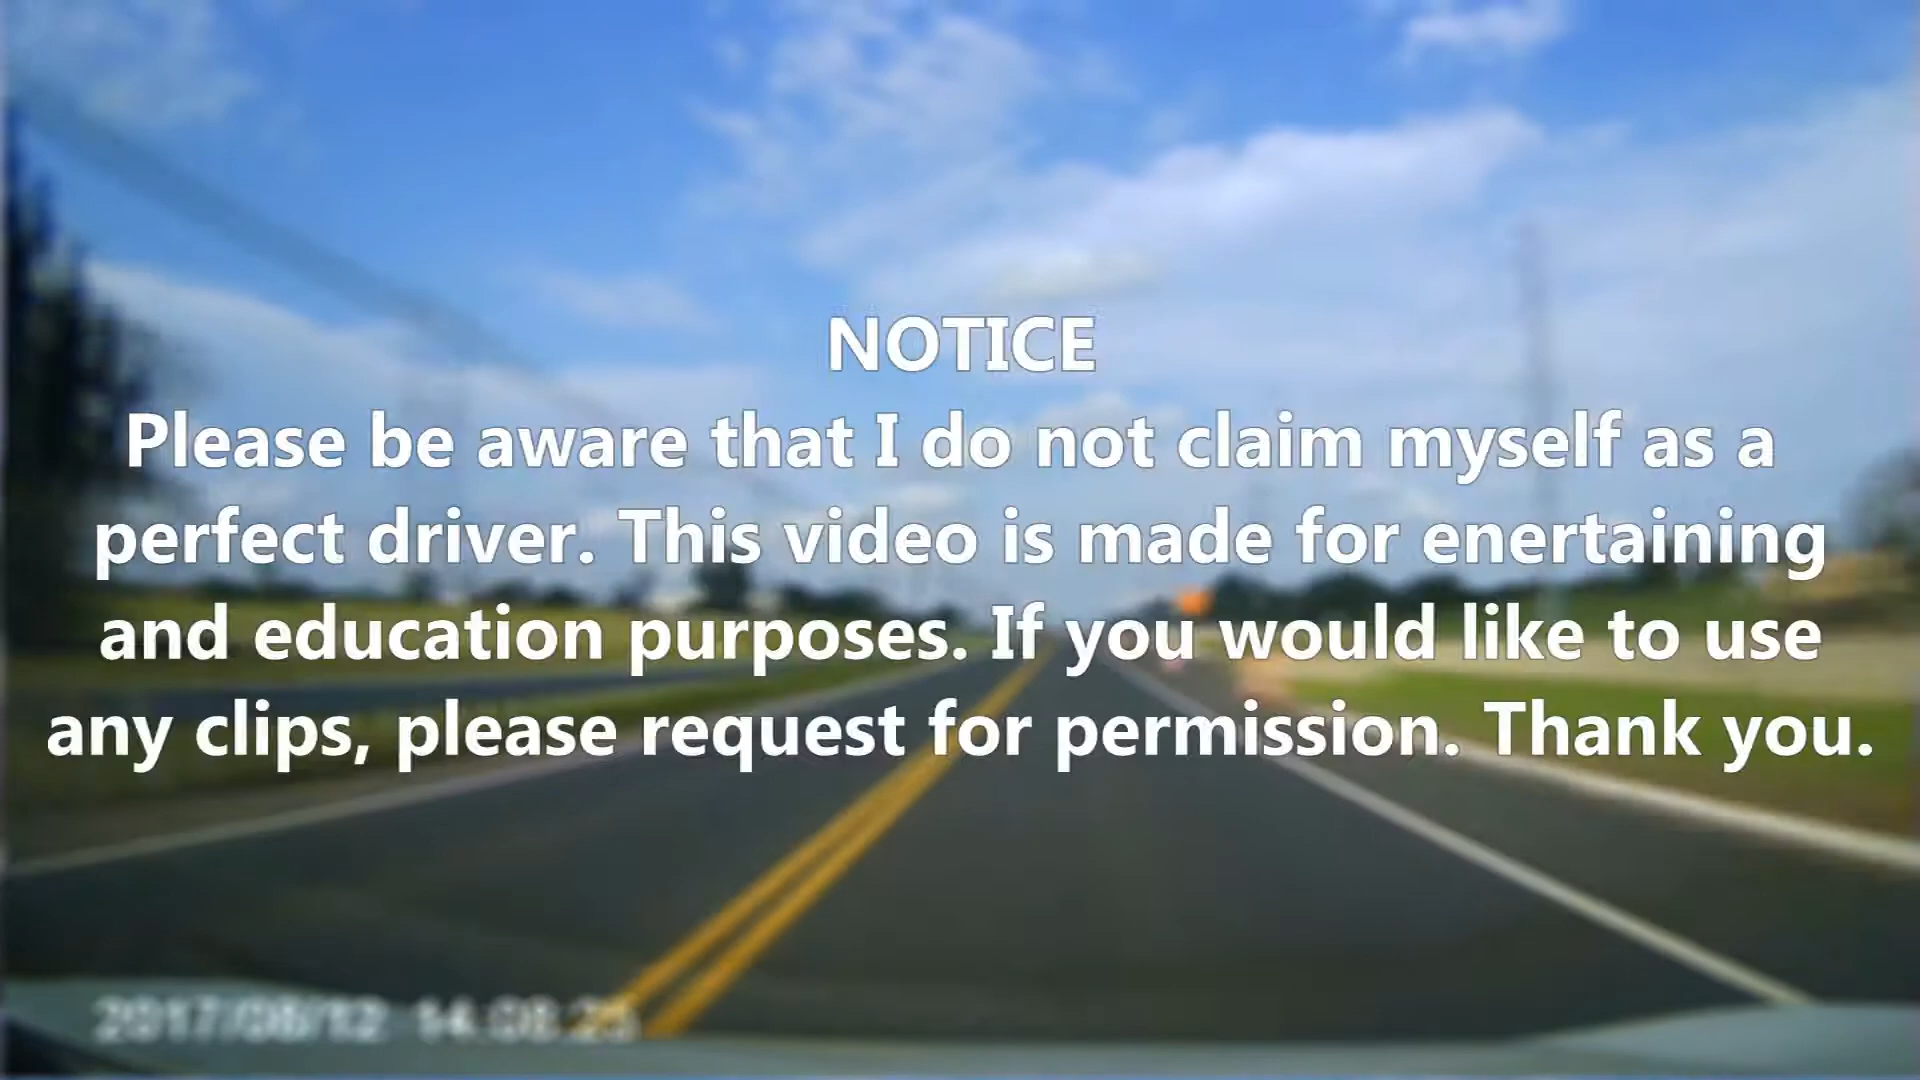 NOTICE
Please be aware that I do not claim myself as a
perfect driver. This video is made for enertaining
and education purposes. If you would like to use
any clips, please request for permission. Thank you.